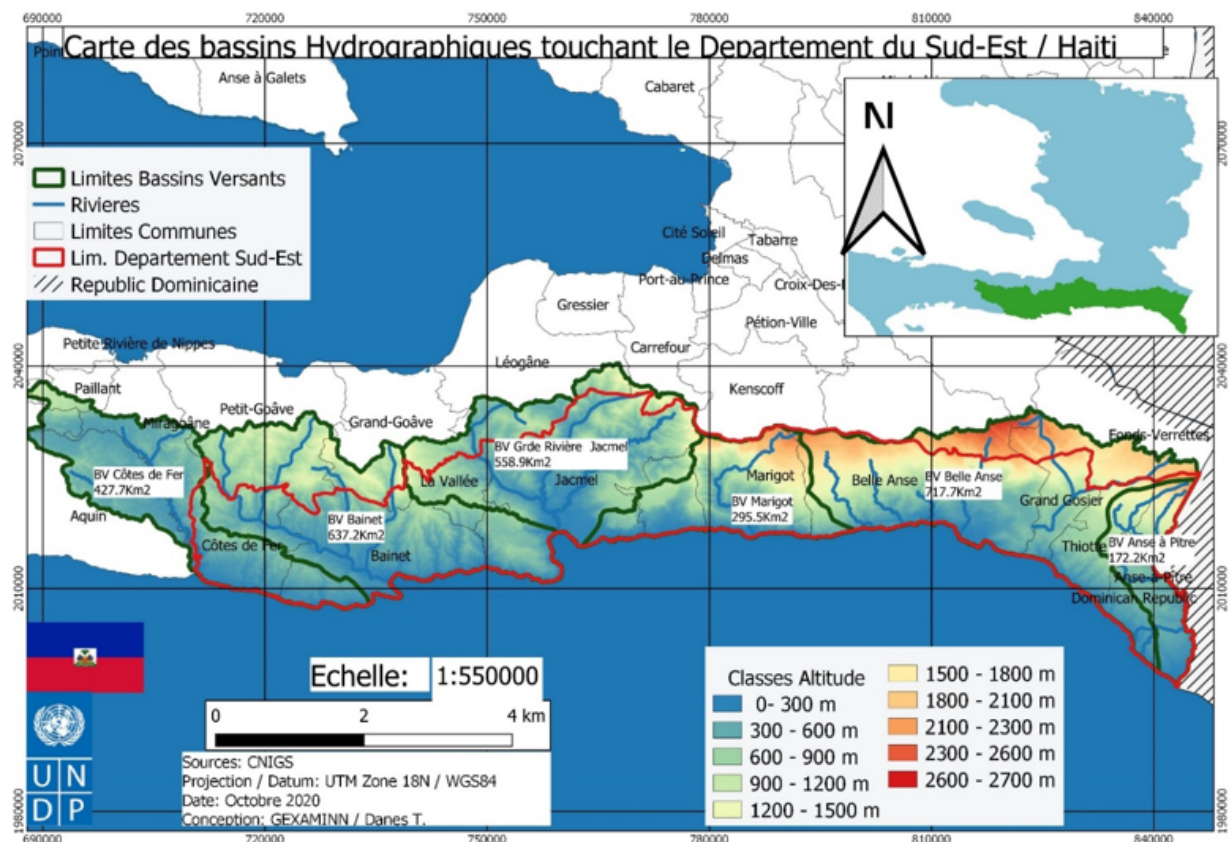 690000 720000 750000 780000 810000 840000
Carte des bassins Hydrographiques touchant le Departement du Sud-Est / Haiti
Anse à Galets
Cabaret
N
2070000
2070000
Limites Bassins Versants
Rivieres
Limites Communes
Lim. Departement Sud-Est
Republic Dominicaine
Cité Soleil
Tabarre
Delmas
Port-au-Prince
Croix-Des-
Gressier
Pétion-Ville
Petite Rivière de Nippes
Carrefour
Léogâne
2040000
2040000
Paillant
Kenscoff
Petit-Goâve
Miragoâne
Grand-Goâve
Fonds-Verrettes
BV Grde Rivière Jacmel
558.9Km2
BV Côtes de Fer
427.7Km2
La Vallée
Jacmel
Marigot
Belle Anse
BV Belle Anse
717.7Km2
BV Marigot
295.5Km2
Grand Gosier
Aquin
BV Bainet
637.2Km2
Côtes de Fer
Bainet
Thiotte
BV Anse à Pitre
172.2Km2
Anse-à-Pitre
Dominican Republic
2010000
2010000
Echelle: 1:550000
0 2 4 km
Sources: CNIGS
Projection / Datum: UTM Zone 18N / WGS84
Date: Octobre 2020
Conception: GEXAMINN / Danes T.
U N
D P
Classes Altitude
0- 300 m
300 - 600 m
600 - 900 m
900 - 1200 m
1200 - 1500 m
1500 - 1800 m
1800 - 2100 m
2100 - 2300 m
2300 - 2600 m
2600 - 2700 m
1980000
1980000
690000 720000 750000 780000 810000 840000